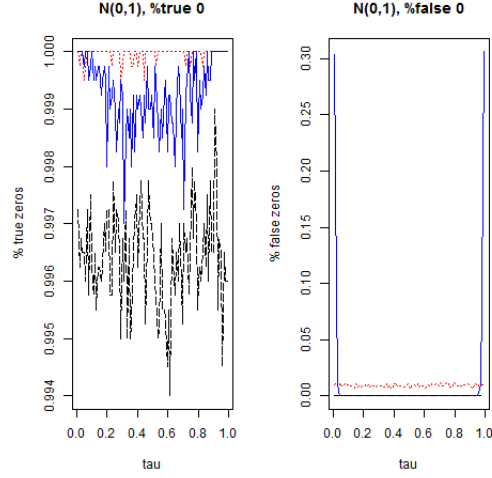 N(0,1), %true 0
% true zeros
0.994 0.995 0.996 0.997 0.998 0.999 1.000
0.0 0.2 0.4 0.6 0.8 1.0
tau
N(0,1), %false 0
% false zeros
0.00 0.05 0.10 0.15 0.20 0.25 0.30
0.0 0.2 0.4 0.6 0.8 1.0
tau